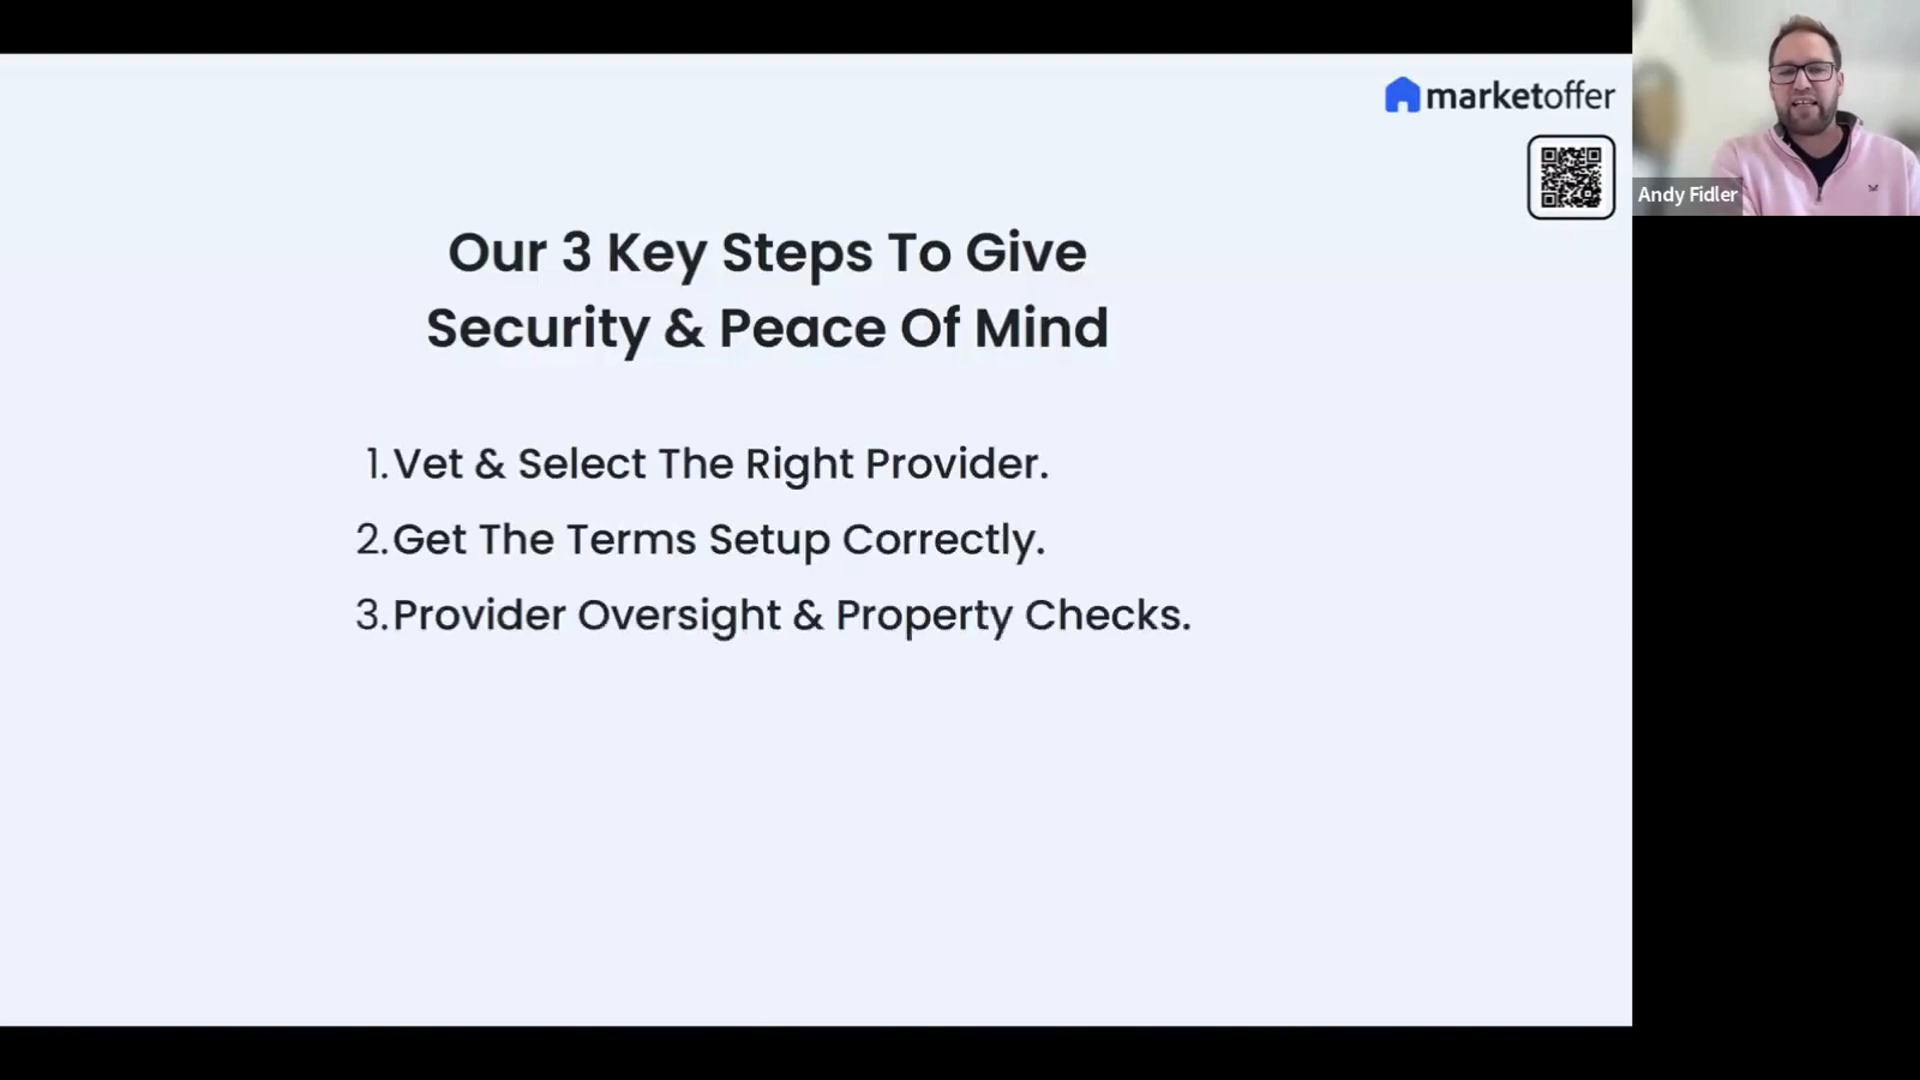 marketoffer
Andy Fidler
Our 3 Key Steps To Give
Security & Peace Of Mind
1. Vet & Select The Right Provider.
2. Get The Terms Setup Correctly.
3. Provider Oversight & Property Checks.